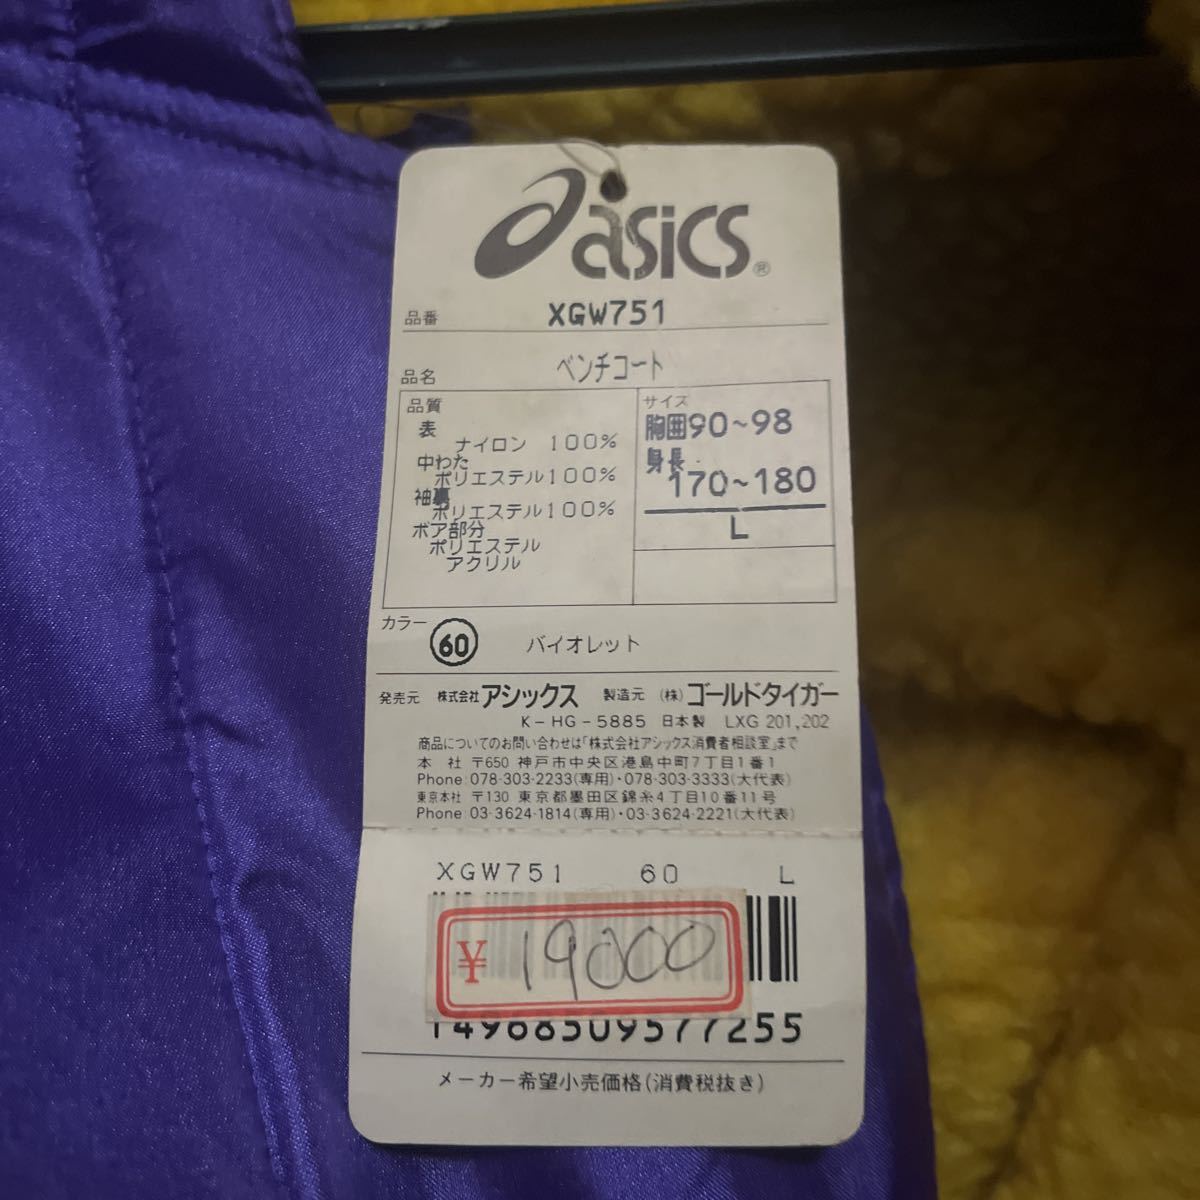 asics®
品番 XGW751
品名 ベンチコート
品質
表
ナイロン 100%
中わた
ポリエステル100%
袖裏
ポリエステル100%
ボア部分
ポリエステル
アクリル
サイズ
胸囲90~98
身長
170~180
L
カラー 60 バイオレット
発売元 株式会社アシックス 製造元 (株)ゴールドタイガー
K-HG-5885 日本製 LXG 201,202
商品についてのお問い合わせは「株式会社アシックス消費者相談室」まで
本社 〒650 神戸市中央区港島中町7丁目1番1
Phone:078-303-2233(専用)・078-303-3333(大代表)
東京本社 〒130 東京都墨田区錦糸4丁目10番11号
Phone:03-3624-1814(専用)・03-3624-2221(大代表)
XGW751 60 L
¥ 19000
14968509577255
メーカー希望小売価格(消費税抜き)